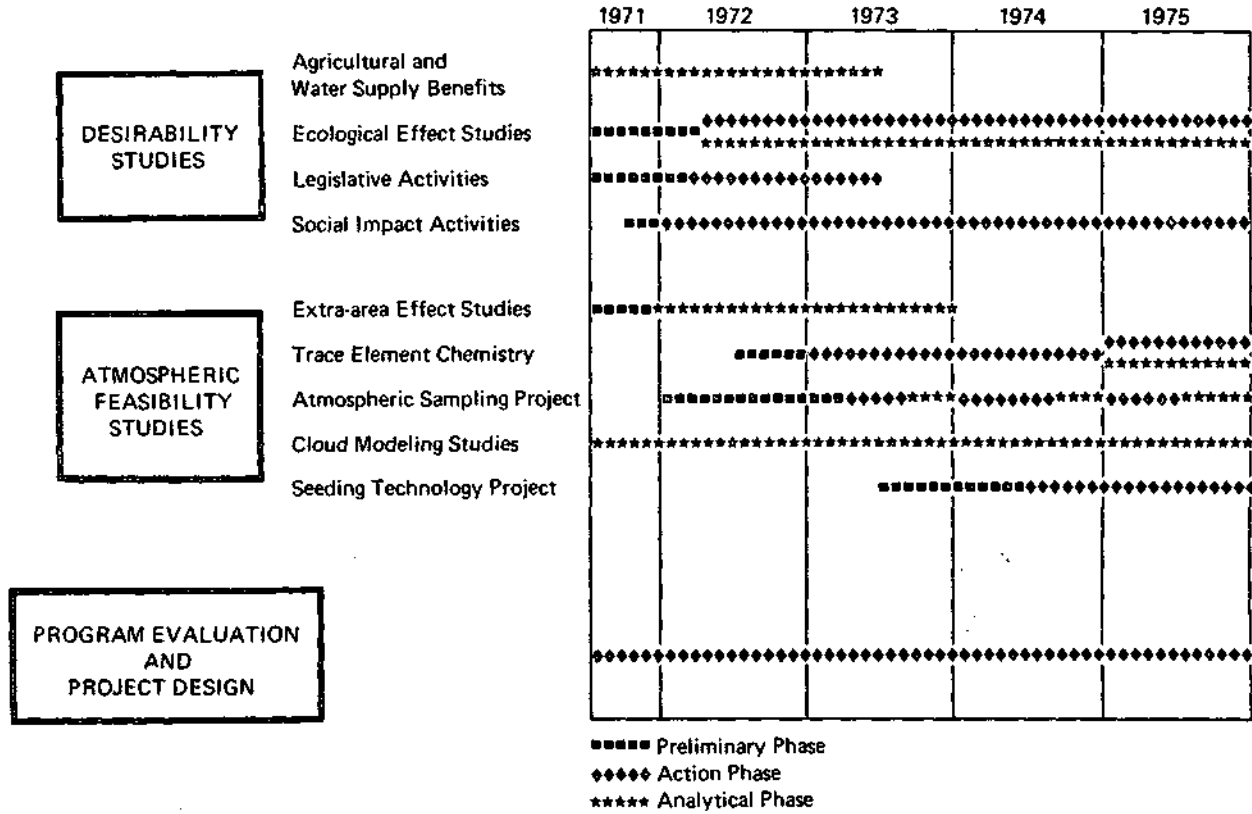 1971 1972 1973 1974 1975
DESIRABILITY
STUDIES
Agricultural and
Water Supply Benefits
Ecological Effect Studies
Legislative Activities
Social Impact Activities
ATMOSPHERIC
FEASIBILITY
STUDIES
Extra-area Effect Studies
Trace Element Chemistry
Atmospheric Sampling Project
Cloud Modeling Studies
Seeding Technology Project
PROGRAM EVALUATION
AND
PROJECT DESIGN
Preliminary Phase
Action Phase
Analytical Phase